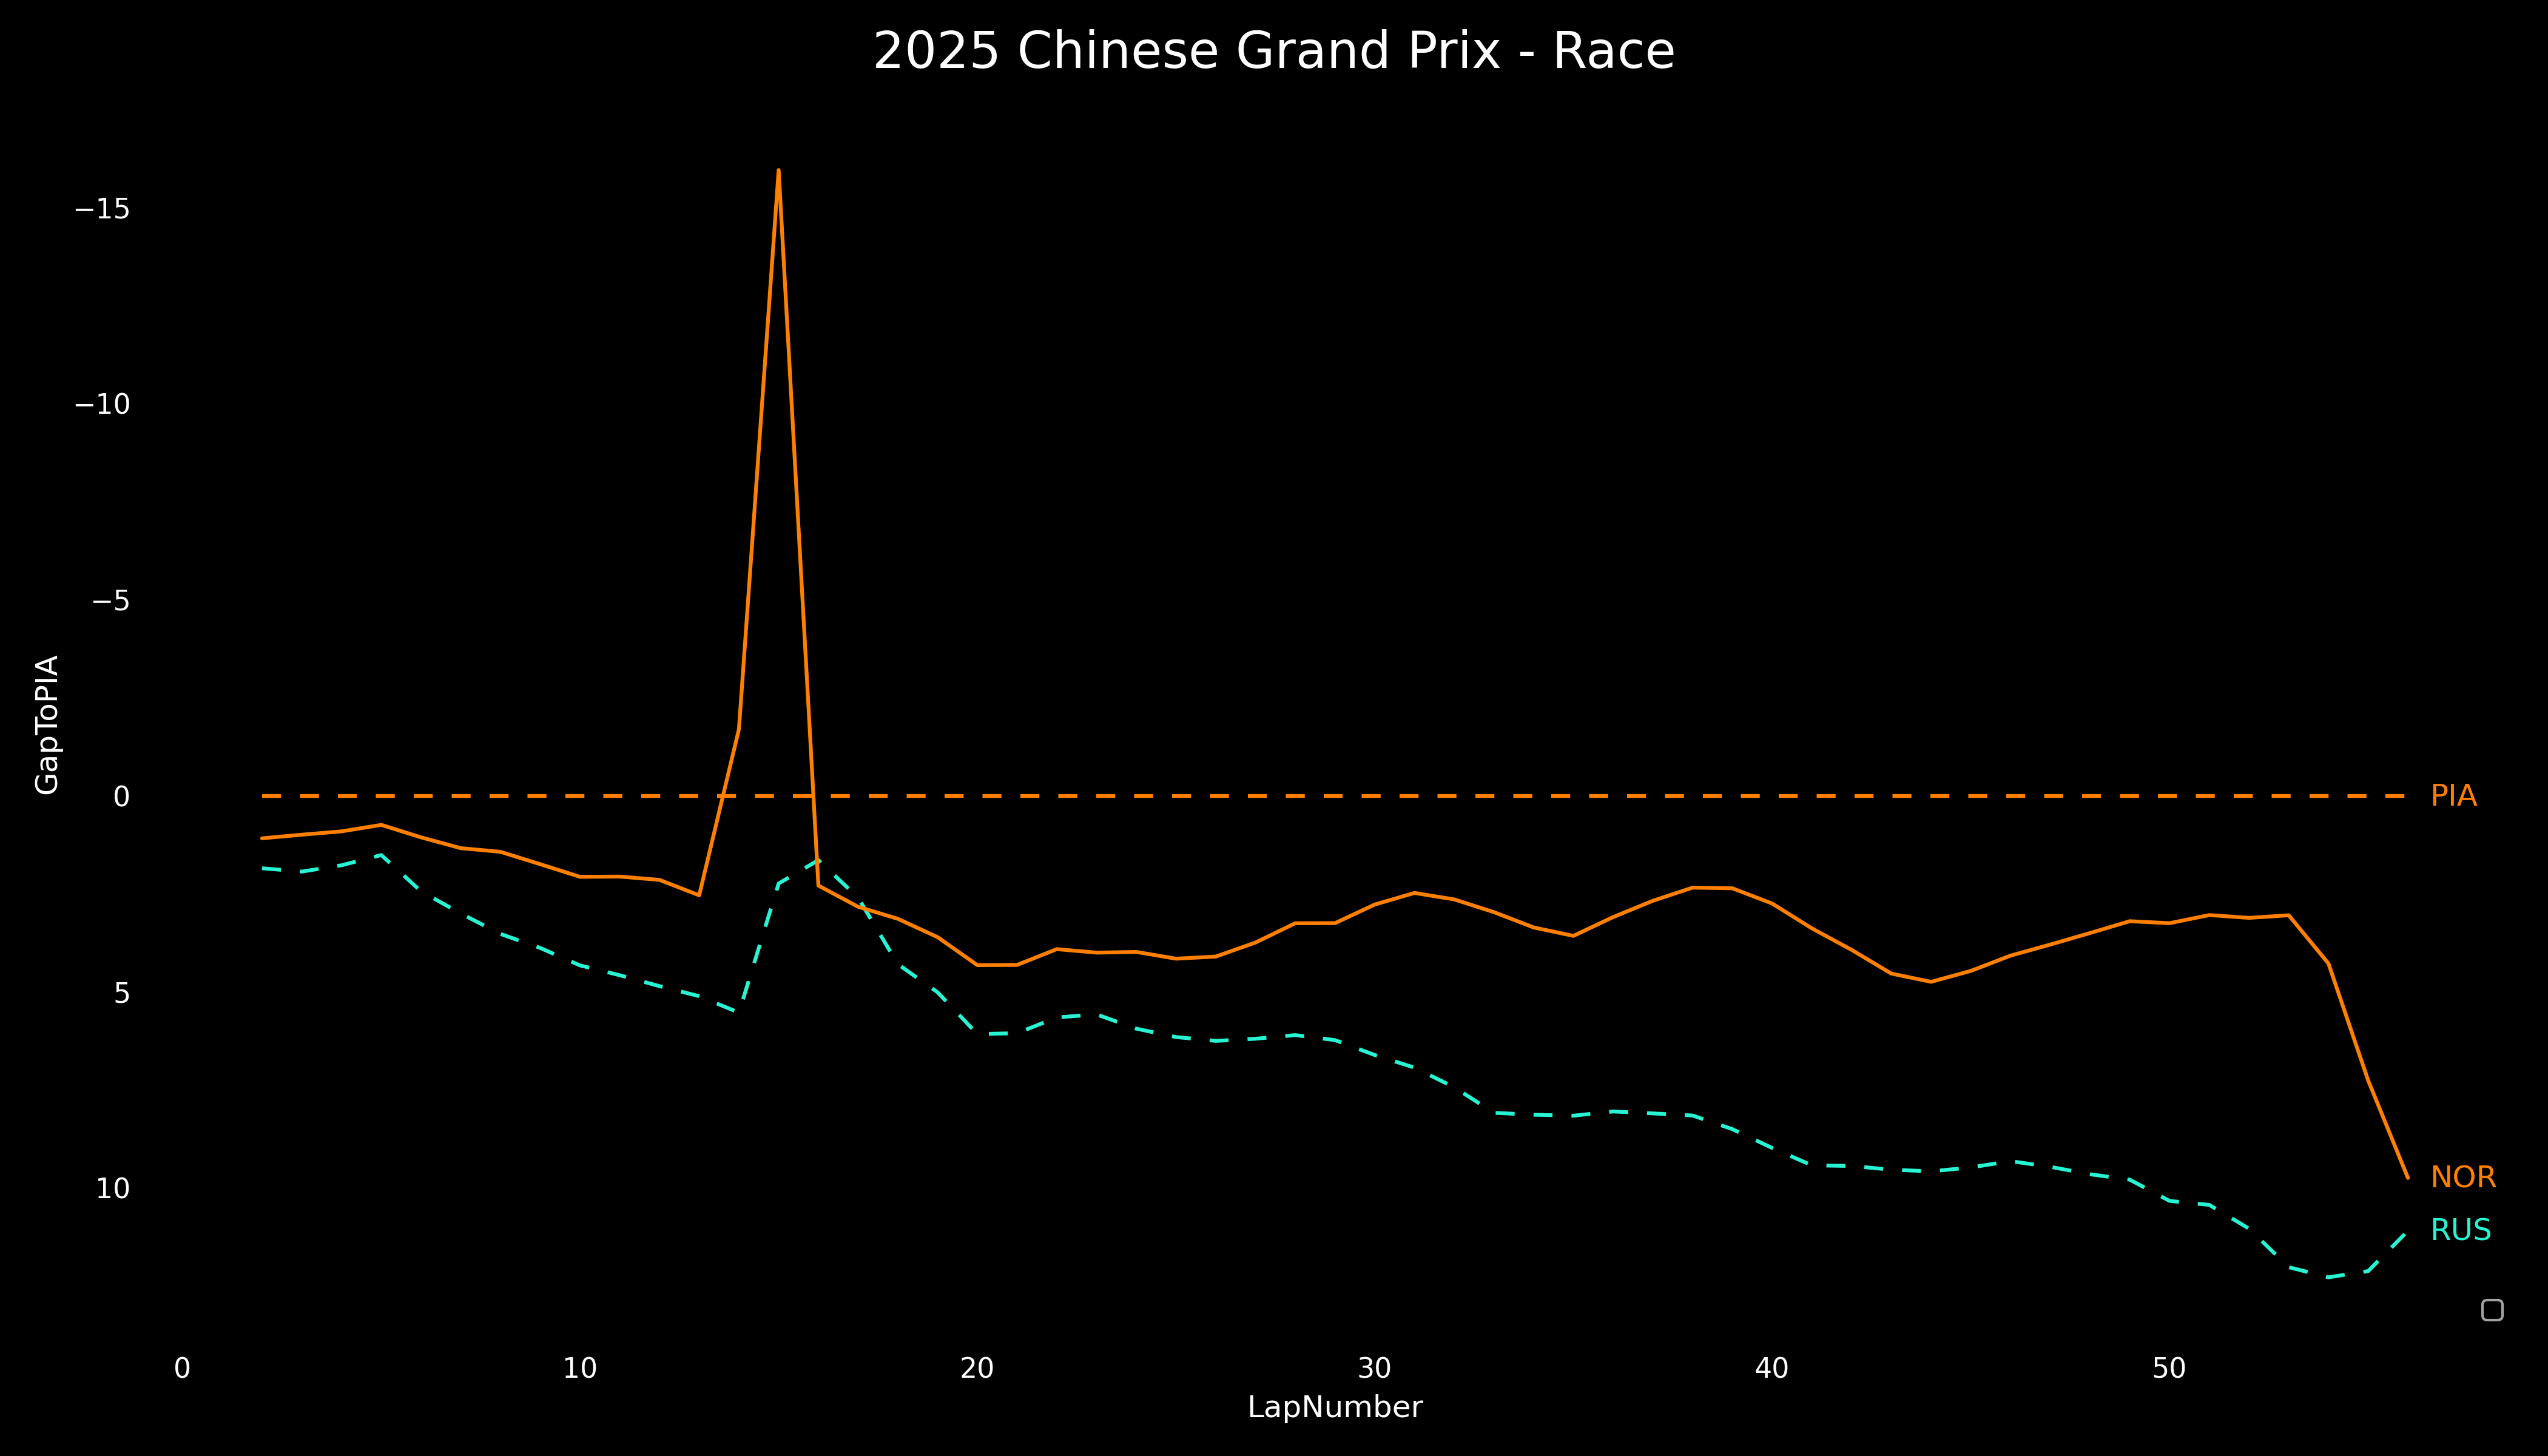 2025 Chinese Grand Prix - Race
−15
−10
−5
0
5
10
GapToPIA
PIA
NOR
RUS
0 10 20 30 40 50
LapNumber